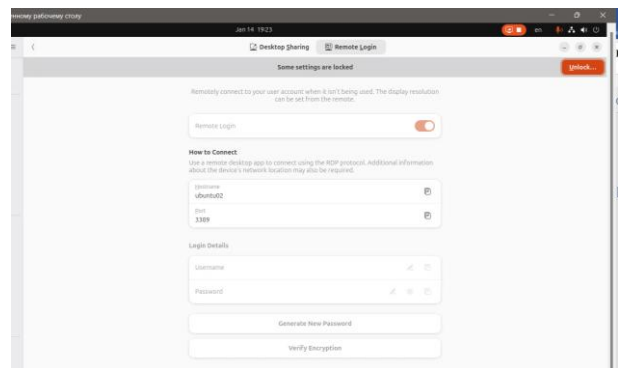 нному рабочему столу
Jan 14 19:23
en
Desktop Sharing
Remote Login
Some settings are locked
Unlock...
Remotely connect to your user account when it isn't being used. The display resolution
can be set from the remote.
Remote Login
How to Connect
Use a remote desktop app to connect using the RDP protocol. Additional information
about the device's network location may also be required.
Hostname
ubuntu02
Port
3389
Login Details
Username
Password
Generate New Password
Verify Encryption